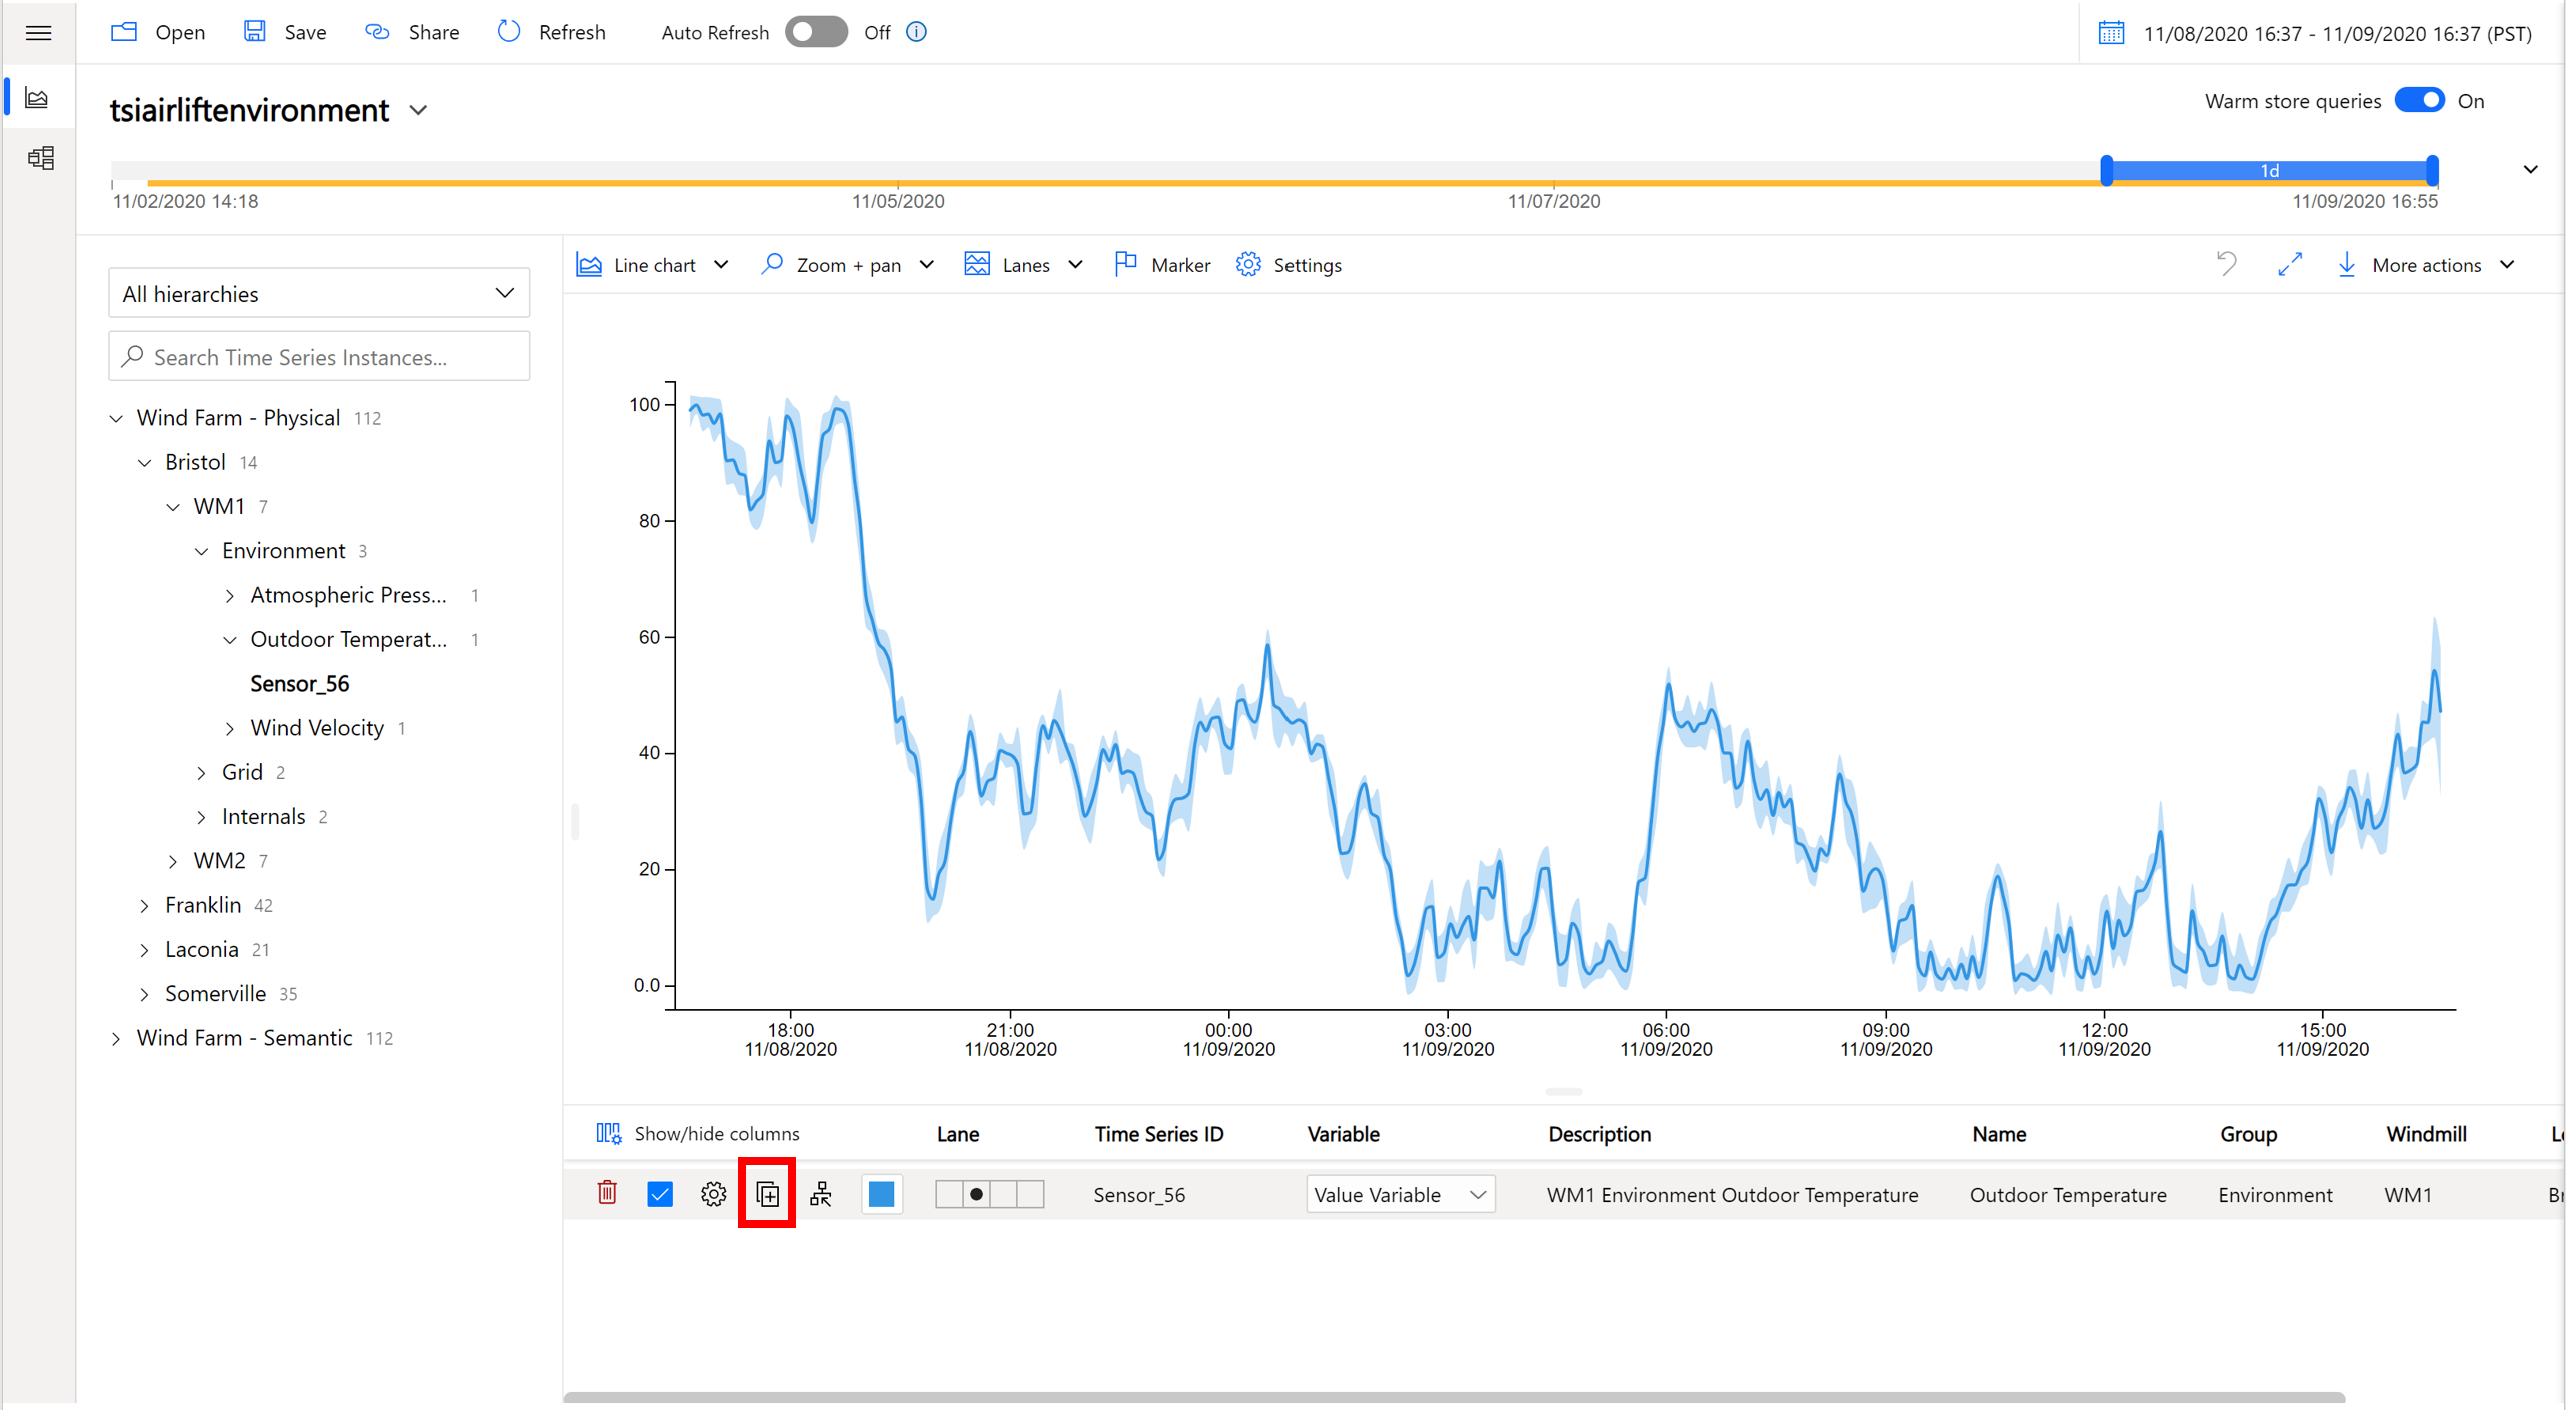 Open Save Share Refresh Auto Refresh Off 11/08/2020 16:37 - 11/09/2020 16:37 (PST)
tsiairliftenvironment
Warm store queries On
1d
11/02/2020 14:18 11/05/2020 11/07/2020 11/09/2020 16:55
Line chart Zoom + pan Lanes Marker Settings More actions
All hierarchies
Search Time Series Instances...
Wind Farm - Physical 112
Bristol 14
WM1 7
Environment 3
Atmospheric Press... 1
Outdoor Temperat... 1
Sensor_56
Wind Velocity 1
Grid 2
Internals 2
WM2 7
Franklin 42
Laconia 21
Somerville 35
Wind Farm - Semantic 112
100
80
60
40
20
0.0
18:00 21:00 00:00 03:00 06:00 09:00 12:00 15:00
11/08/2020 11/08/2020 11/09/2020 11/09/2020 11/09/2020 11/09/2020 11/09/2020 11/09/2020
Show/hide columns Lane Time Series ID Variable Description Name Group Windmill
Sensor_56 Value Variable WM1 Environment Outdoor Temperature Outdoor Temperature Environment WM1